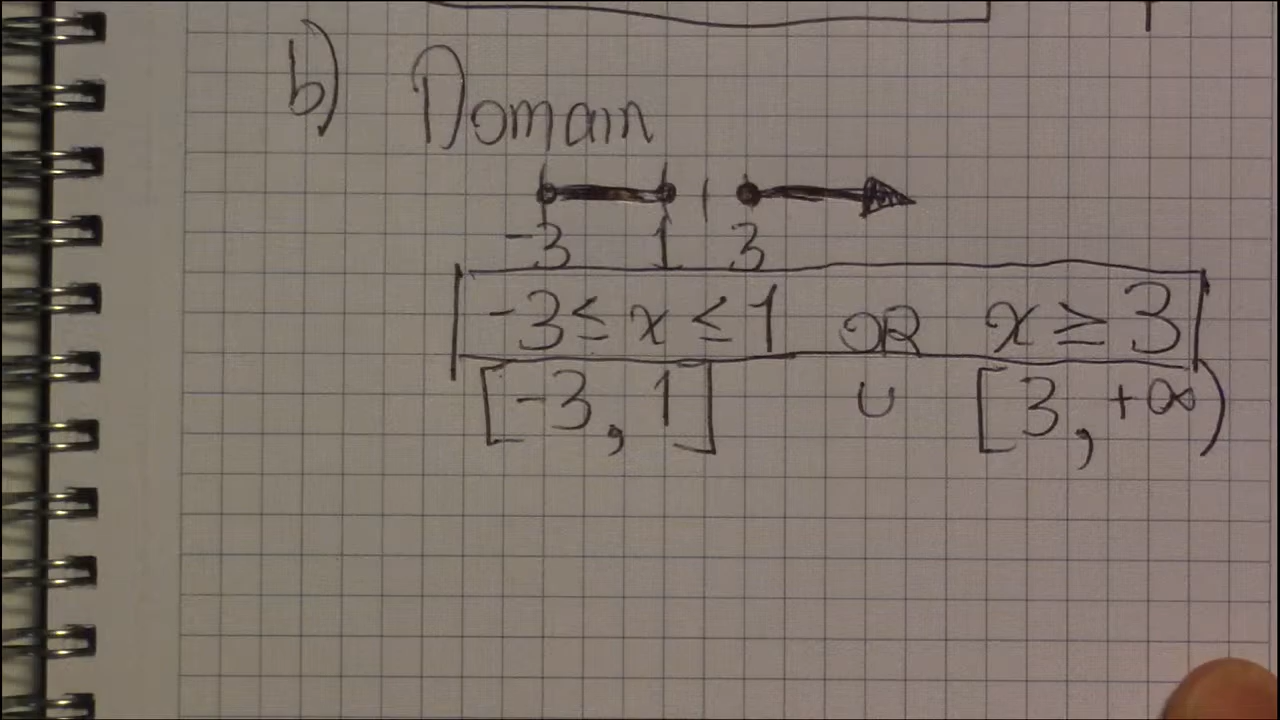 b) Domain
-3 1 3
-3 ≤ x ≤ 1 OR x ≥ 3
[-3, 1] ∪ [3, +∞)